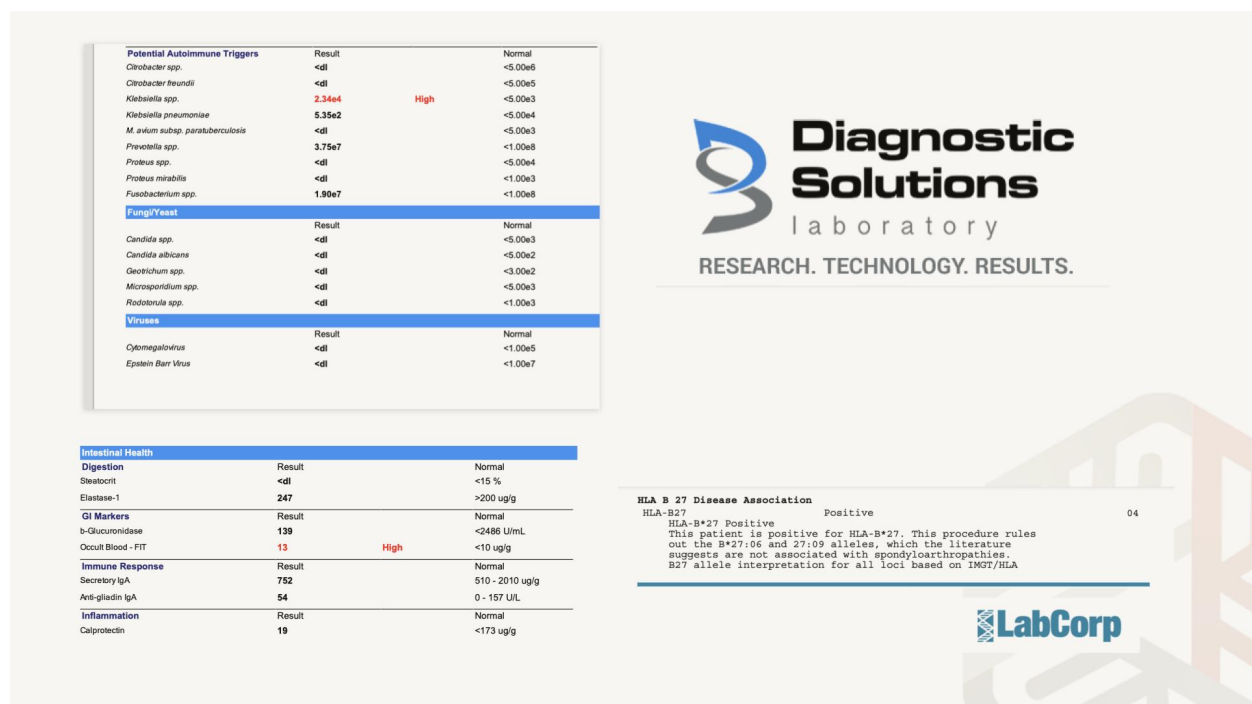 Potential Autoimmune Triggers Result Normal
Citrobacter spp. <dl <5.00e6
Citrobacter freundii <dl <5.00e5
Klebsiella spp. 2.34e4 High <5.00e3
Klebsiella pneumoniae 5.35e2 <5.00e4
M. avium subsp. paratuberculosis <dl <5.00e3
Prevotella spp. 3.75e7 <1.00e8
Proteus spp. <dl <5.00e4
Proteus mirabilis <dl <1.00e3
Fusobacterium spp. 1.90e7 <1.00e8
Fungi/Yeast
Result Normal
Candida spp. <dl <5.00e3
Candida albicans <dl <5.00e2
Geotrichum spp. <dl <3.00e2
Microsporidium spp. <dl <5.00e3
Rodotorula spp. <dl <1.00e3
Viruses
Result Normal
Cytomegalovirus <dl <1.00e5
Epstein Barr Virus <dl <1.00e7
Diagnostic
Solutions
laboratory
RESEARCH. TECHNOLOGY. RESULTS.
Intestinal Health
Digestion Result Normal
Steatocrit <dl <15 %
Elastase-1 247 >200 ug/g
GI Markers Result Normal
b-Glucuronidase 139 <2486 U/mL
Occult Blood - FIT 13 High <10 ug/g
Immune Response Result Normal
Secretory IgA 752 510 - 2010 ug/g
Anti-gliadin IgA 54 0 - 157 U/L
Inflammation Result Normal
Calprotectin 19 <173 ug/g
HLA B 27 Disease Association
HLA-B27 Positive 04
HLA-B*27 Positive
This patient is positive for HLA-B*27. This procedure rules
out the B*27:06 and 27:09 alleles, which the literature
suggests are not associated with spondyloarthropathies.
B27 allele interpretation for all loci based on IMGT/HLA
LabCorp